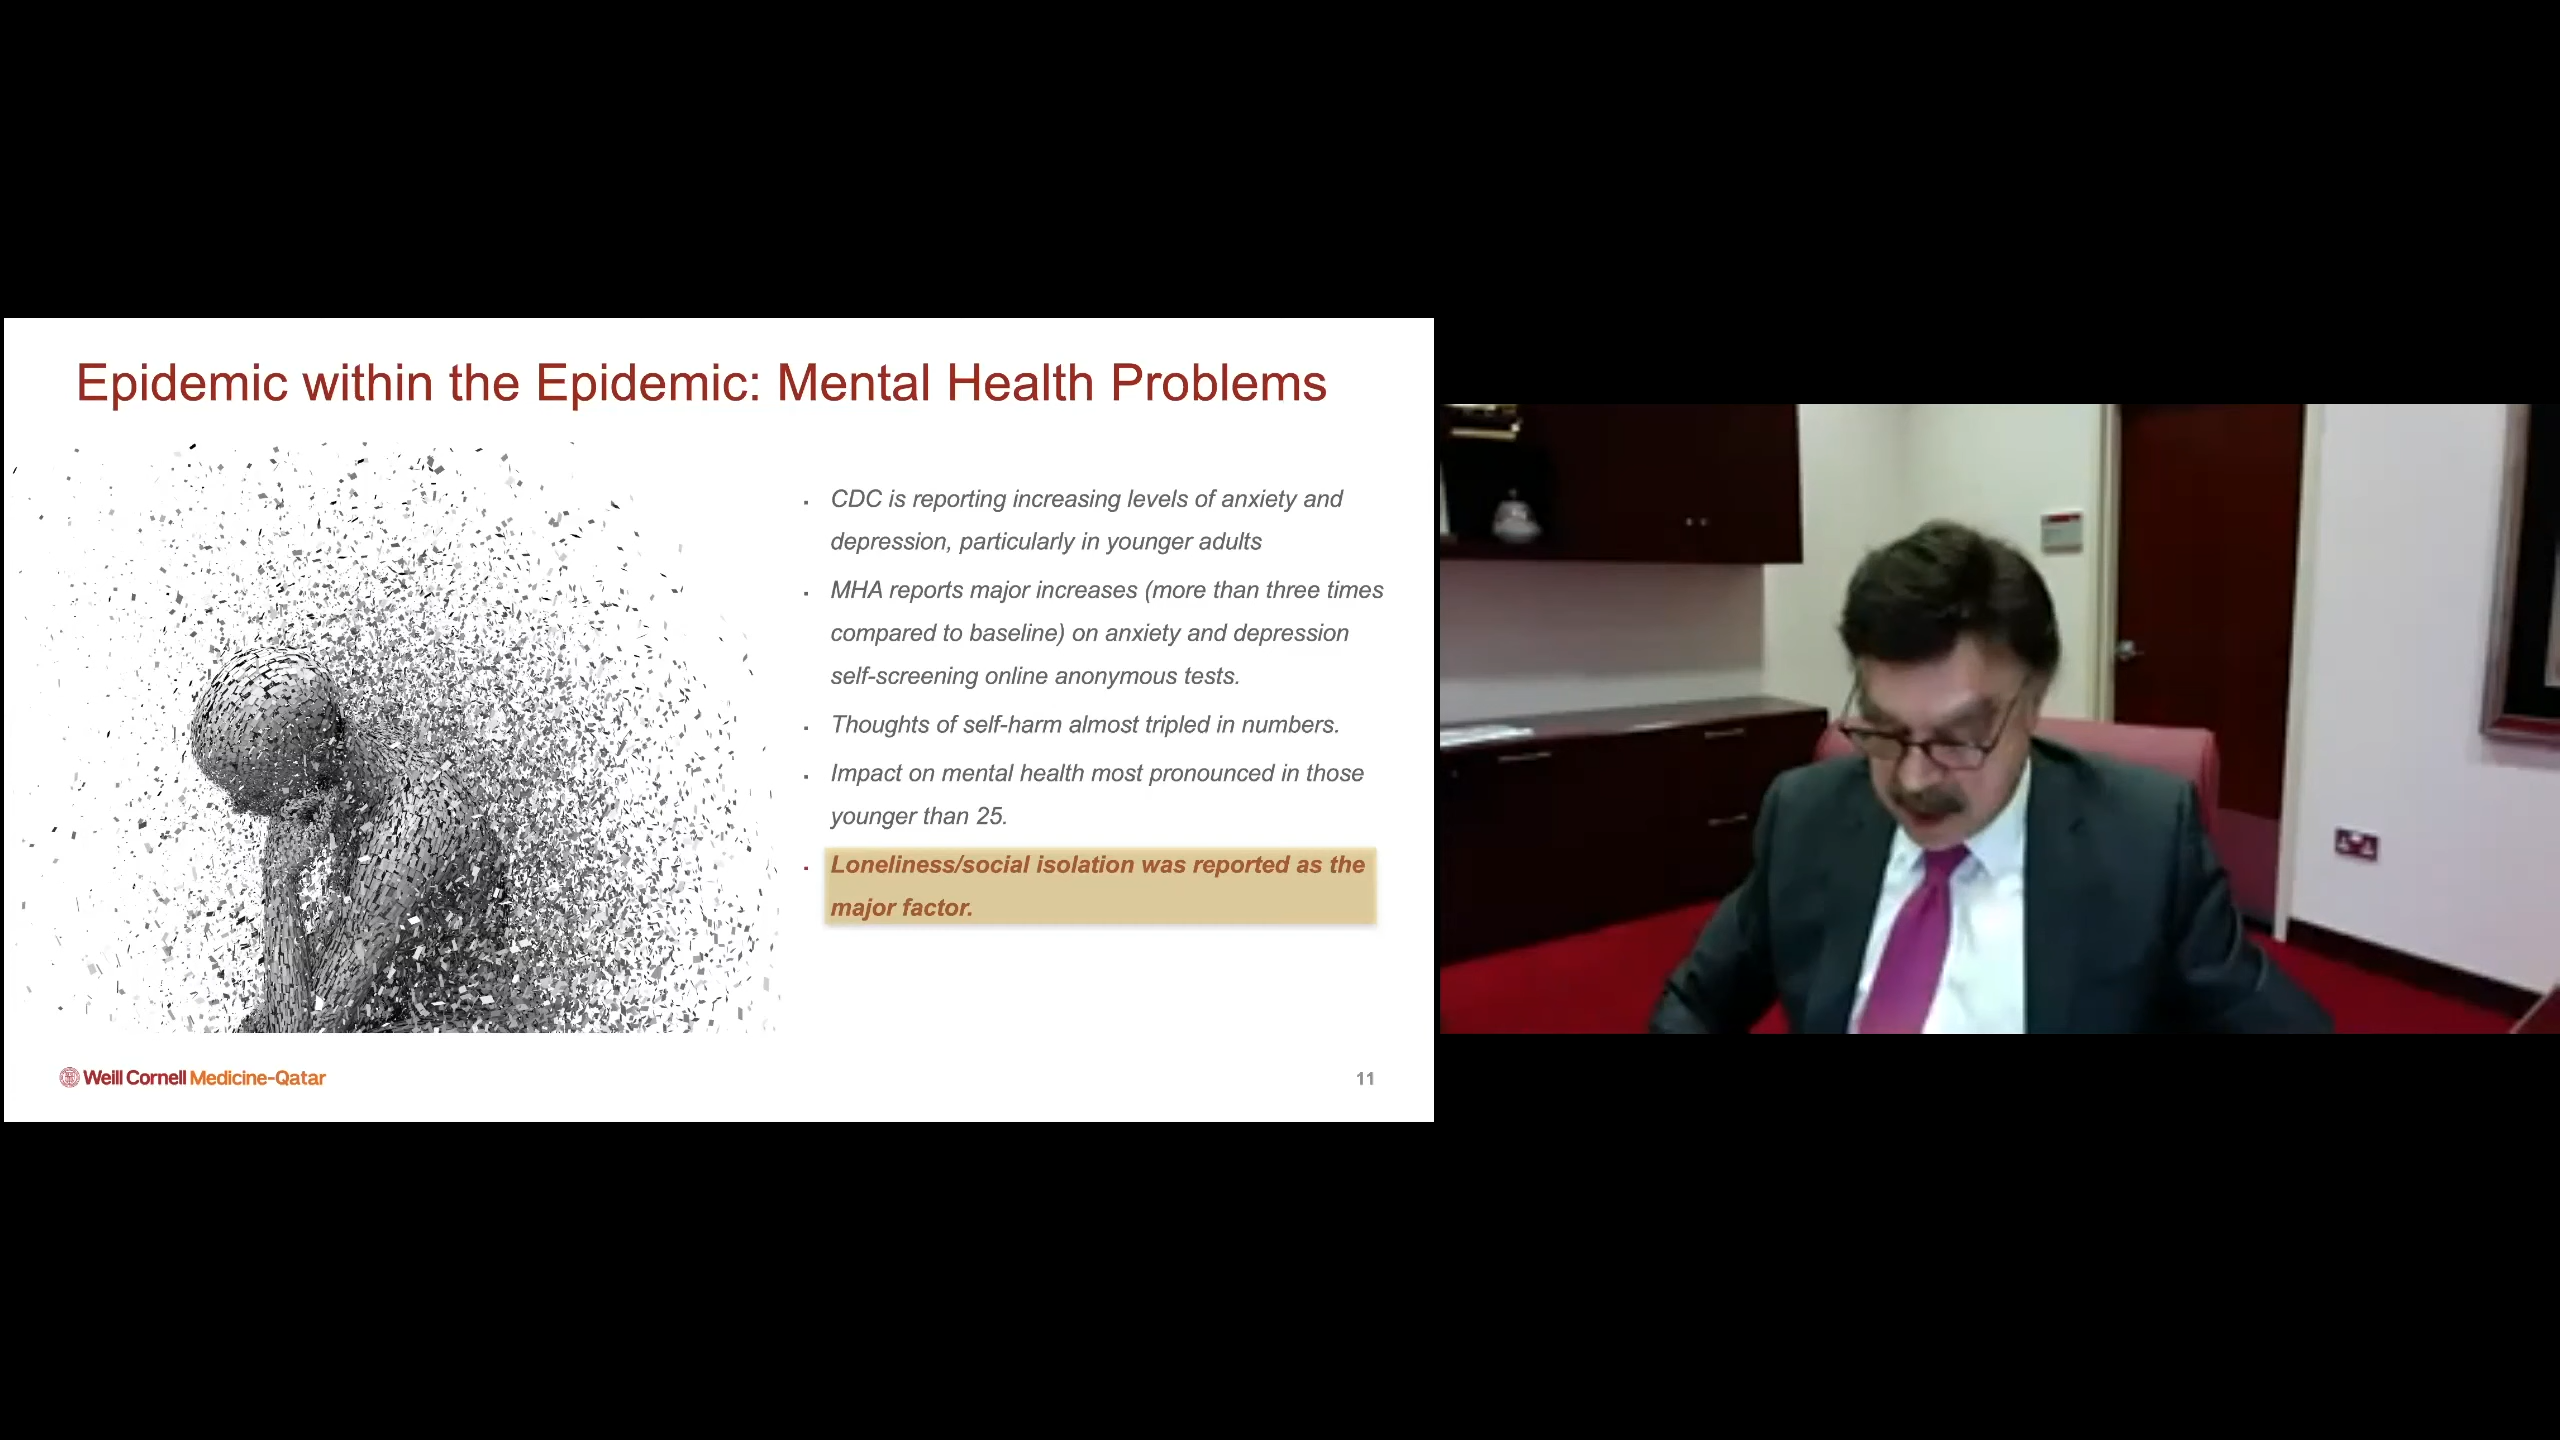 Epidemic within the Epidemic: Mental Health Problems
▪ CDC is reporting increasing levels of anxiety and
depression, particularly in younger adults
▪ MHA reports major increases (more than three times
compared to baseline) on anxiety and depression
self-screening online anonymous tests.
▪ Thoughts of self-harm almost tripled in numbers.
▪ Impact on mental health most pronounced in those
younger than 25.
▪ Loneliness/social isolation was reported as the
major factor.
Weill Cornell Medicine-Qatar
11